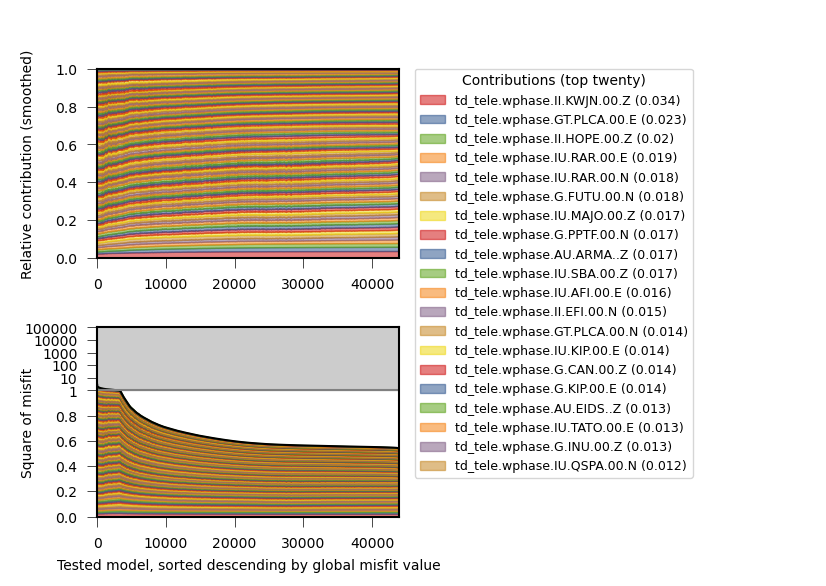 Relative contribution (smoothed)
1.0
0.8
0.6
0.4
0.2
0.0
0
10000
20000
30000
40000
Contributions (top twenty)
td_tele.wphase.II.KWJN.00.Z (0.034)
td_tele.wphase.GT.PLCA.00.E (0.023)
td_tele.wphase.II.HOPE.00.Z (0.02)
td_tele.wphase.IU.RAR.00.E (0.019)
td_tele.wphase.IU.RAR.00.N (0.018)
td_tele.wphase.G.FUTU.00.N (0.018)
td_tele.wphase.IU.MAJO.00.Z (0.017)
td_tele.wphase.G.PPTF.00.N (0.017)
td_tele.wphase.AU.ARMA..Z (0.017)
td_tele.wphase.IU.SBA.00.Z (0.017)
td_tele.wphase.IU.AFI.00.E (0.016)
td_tele.wphase.II.EFI.00.N (0.015)
td_tele.wphase.GT.PLCA.00.N (0.014)
td_tele.wphase.IU.KIP.00.E (0.014)
td_tele.wphase.G.CAN.00.Z (0.014)
td_tele.wphase.G.KIP.00.E (0.014)
td_tele.wphase.AU.EIDS..Z (0.013)
td_tele.wphase.IU.TATO.00.E (0.013)
td_tele.wphase.G.INU.00.Z (0.013)
td_tele.wphase.IU.QSPA.00.N (0.012)
Square of misfit
100000
10000
1000
100
10
1
0.8
0.6
0.4
0.2
0.0
0
10000
20000
30000
40000
Tested model, sorted descending by global misfit value